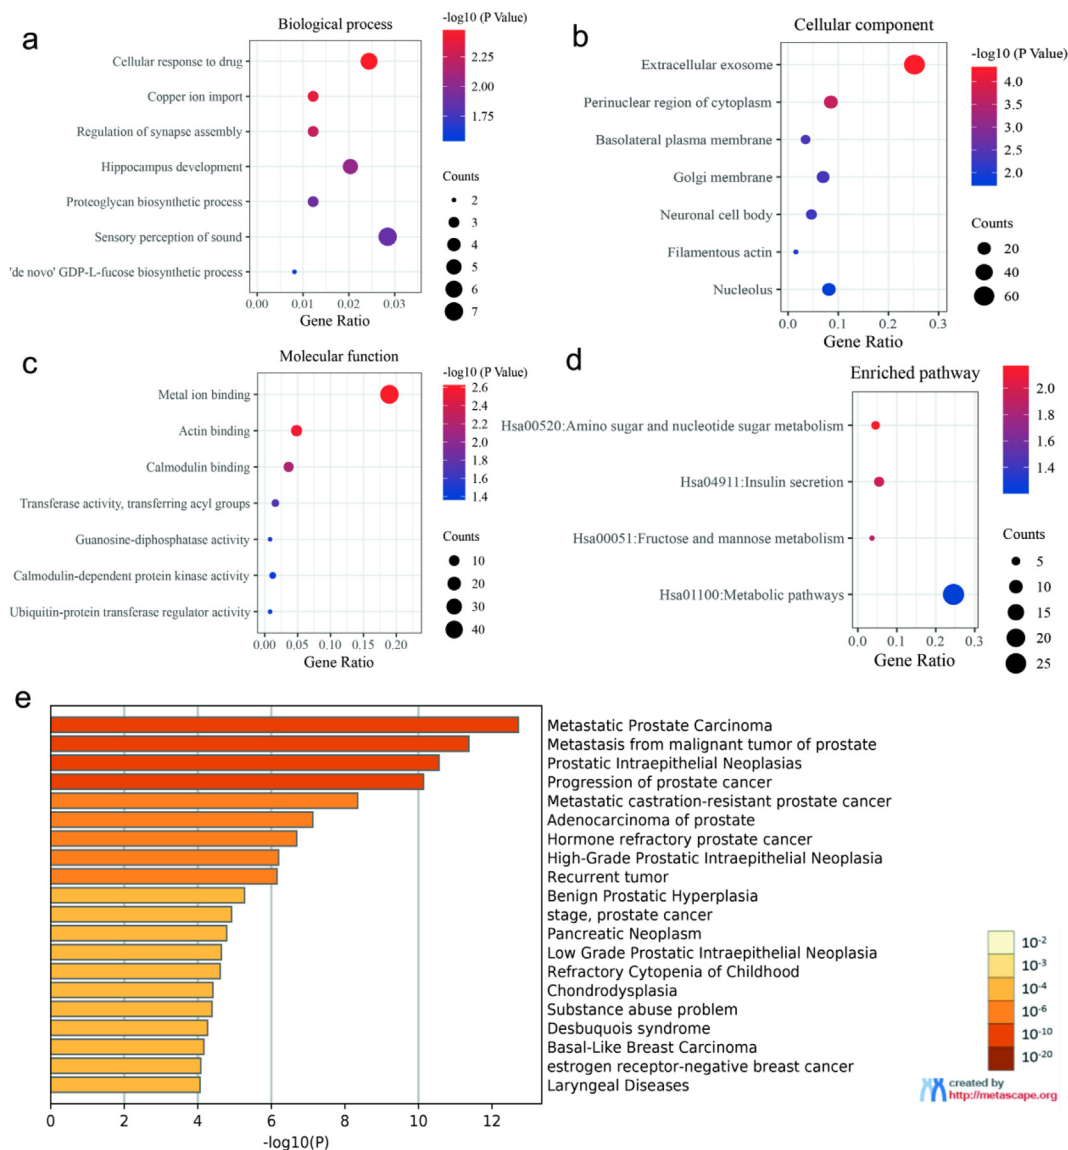 a
Biological process
-log10 (P Value)
Cellular response to drug
Copper ion import
Regulation of synapse assembly
Hippocampus development
Proteoglycan biosynthetic process
Sensory perception of sound
'de novo' GDP-L-fucose biosynthetic process
0.00 0.01 0.02 0.03
Gene Ratio
2.25
2.00
1.75
Counts
2
3
4
5
6
7
b
Cellular component
-log10 (P Value)
Extracellular exosome
Perinuclear region of cytoplasm
Basolateral plasma membrane
Golgi membrane
Neuronal cell body
Filamentous actin
Nucleolus
0.0 0.1 0.2 0.3
Gene Ratio
4.0
3.5
3.0
2.5
2.0
Counts
20
40
60
c
Molecular function
-log10 (P Value)
Metal ion binding
Actin binding
Calmodulin binding
Transferase activity, transferring acyl groups
Guanosine-diphosphatase activity
Calmodulin-dependent protein kinase activity
Ubiquitin-protein transferase regulator activity
0.00 0.05 0.10 0.15 0.20
Gene Ratio
2.6
2.4
2.2
2.0
1.8
1.6
1.4
Counts
10
20
30
40
d
Enriched pathway
Hsa00520:Amino sugar and nucleotide sugar metabolism
Hsa04911:Insulin secretion
Hsa00051:Fructose and mannose metabolism
Hsa01100:Metabolic pathways
0.0 0.1 0.2 0.3
Gene Ratio
2.0
1.8
1.6
1.4
Counts
5
10
15
20
25
e
Metastatic Prostate Carcinoma
Metastasis from malignant tumor of prostate
Prostatic Intraepithelial Neoplasias
Progression of prostate cancer
Metastatic castration-resistant prostate cancer
Adenocarcinoma of prostate
Hormone refractory prostate cancer
High-Grade Prostatic Intraepithelial Neoplasia
Recurrent tumor
Benign Prostatic Hyperplasia
stage, prostate cancer
Pancreatic Neoplasm
Low Grade Prostatic Intraepithelial Neoplasia
Refractory Cytopenia of Childhood
Chondrodysplasia
Substance abuse problem
Desbuquois syndrome
Basal-Like Breast Carcinoma
estrogen receptor-negative breast cancer
Laryngeal Diseases
0 2 4 6 8 10 12
-log10(P)
10-2
10-3
10-4
10-6
10-10
10-20
created by
http://metascape.org